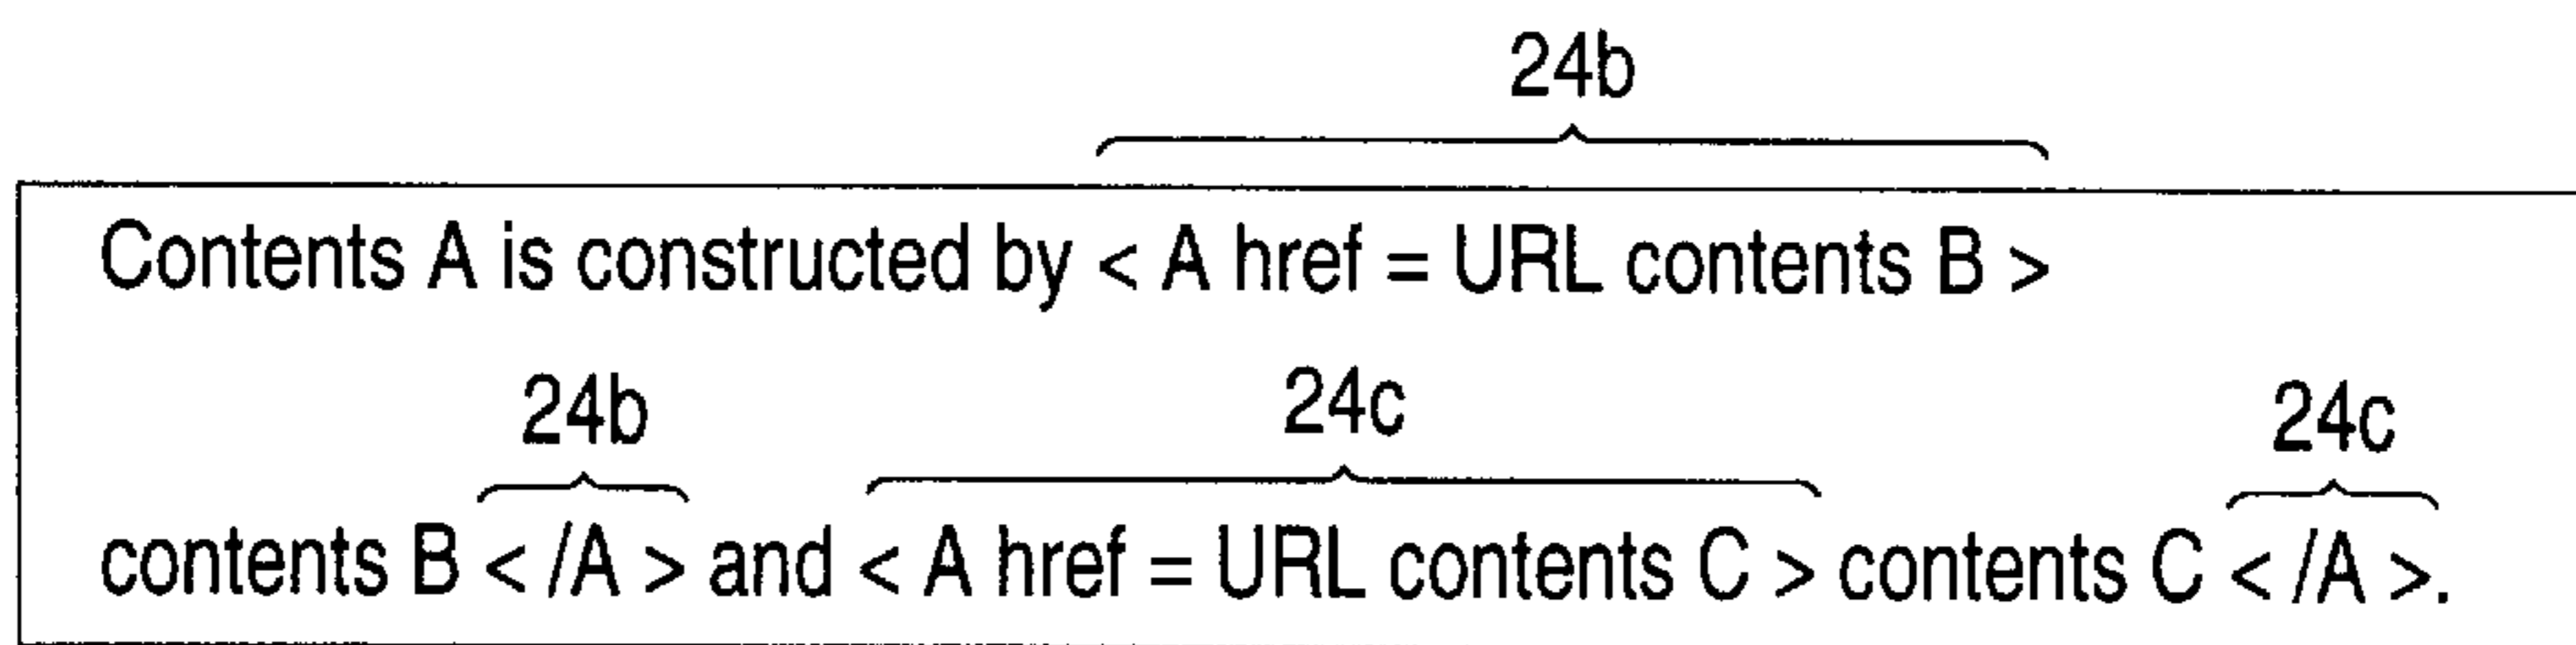 24b
Contents A is constructed by < A href = URL contents B >
24b 24c 24c
contents B < /A > and < A href = URL contents C > contents C < /A >.